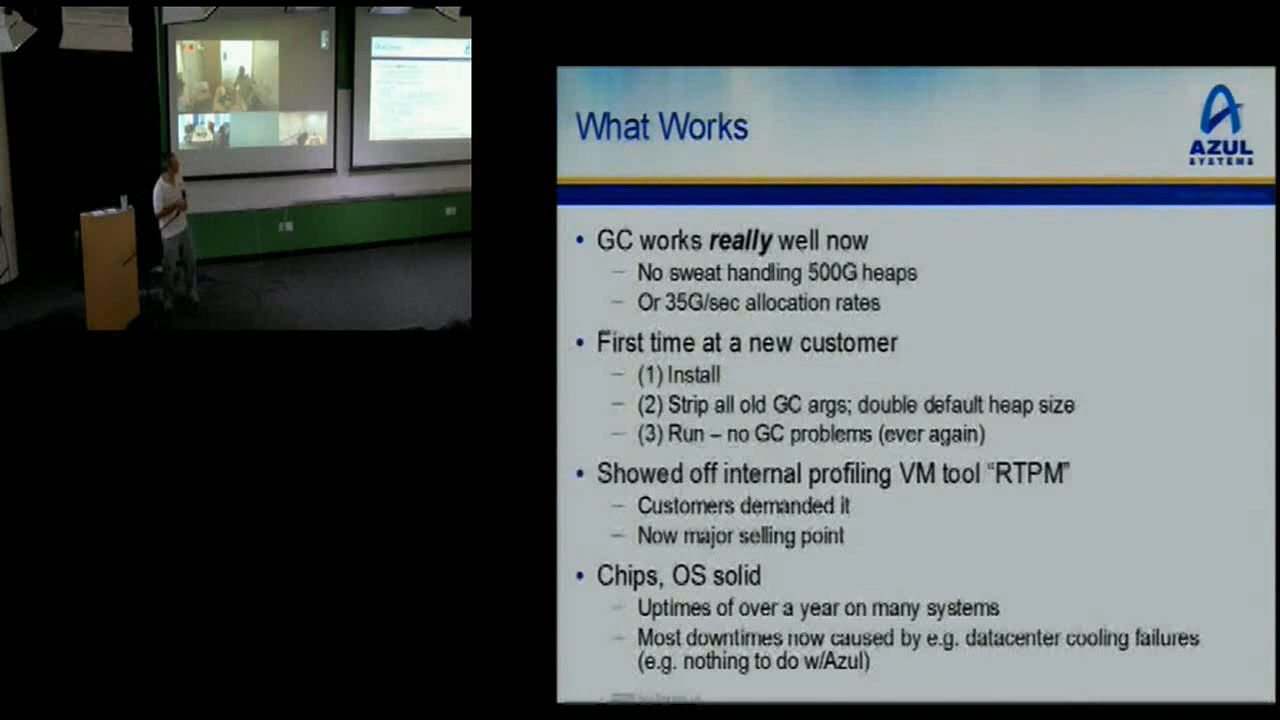 What Works
AZUL
SYSTEMS
• GC works really well now
– No sweat handling 500G heaps
– Or 35G/sec allocation rates
• First time at a new customer
– (1) Install
– (2) Strip all old GC args; double default heap size
– (3) Run – no GC problems (ever again)
• Showed off internal profiling VM tool “RTPM”
– Customers demanded it
– Now major selling point
• Chips, OS solid
– Uptimes of over a year on many systems
– Most downtimes now caused by e.g. datacenter cooling failures
(e.g. nothing to do w/Azul)